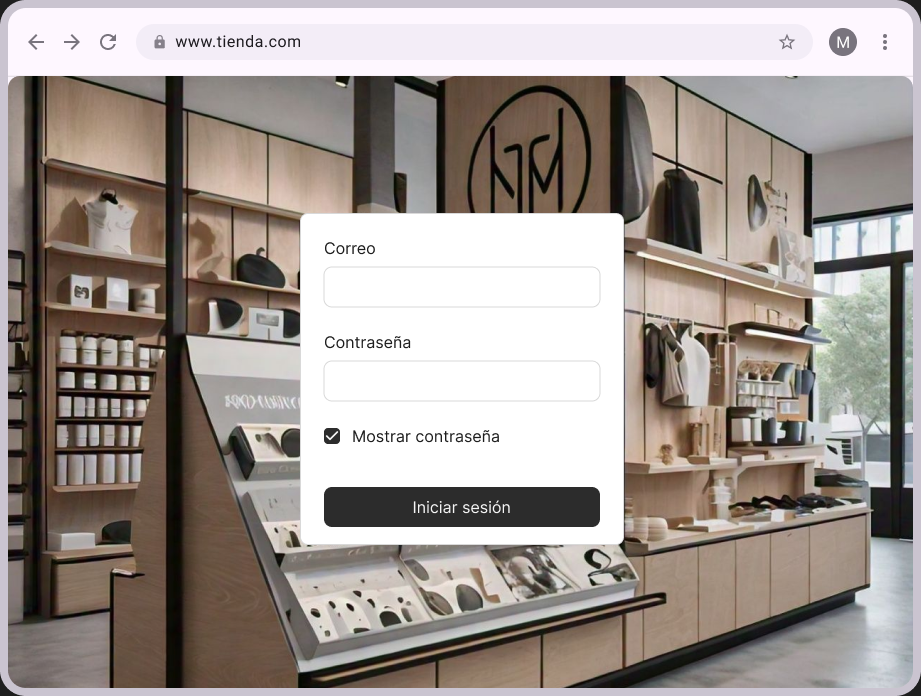 www.tienda.com
M
Correo
Contraseña
Mostrar contraseña
Iniciar sesión